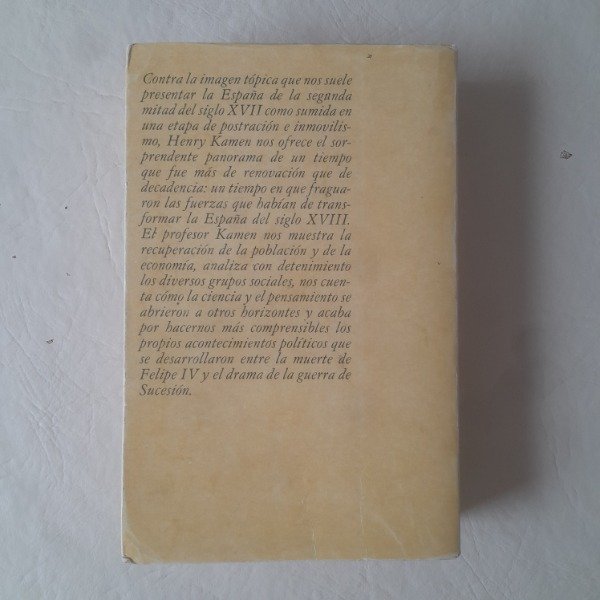 Contra la imagen tópica que nos suele
presentar la España de la segunda
mitad del siglo XVII como sumida en
una etapa de postración e inmovilis-
mo, Henry Kamen nos ofrece el sor-
prendente panorama de un tiempo
que fue más de renovación que de
decadencia: un tiempo en que fragua-
ron las fuerzas que habían de trans-
formar la España del siglo XVIII.
El profesor Kamen nos muestra la
recuperación de la población y de la
economía, analiza con detenimiento
los diversos grupos sociales, nos cuen-
ta cómo la ciencia y el pensamiento se
abrieron a otros horizontes y acaba
por hacernos más comprensibles los
propios acontecimientos políticos que
se desarrollaron entre la muerte de
Felipe IV y el drama de la guerra de
Sucesión.